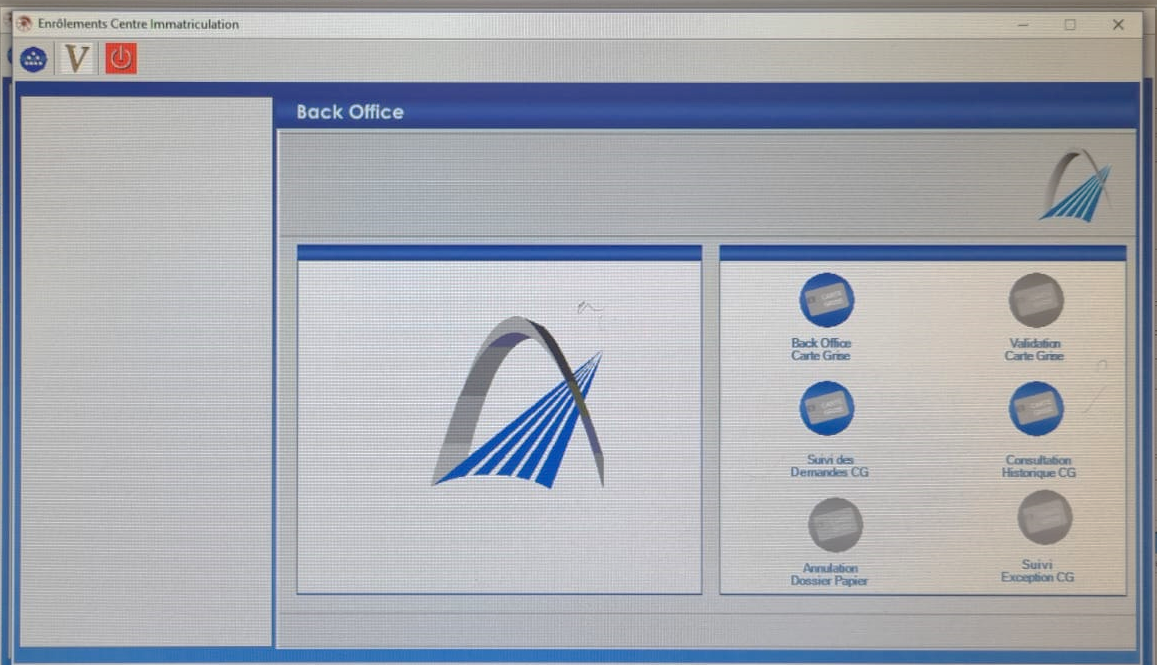 Enrôlements Centre Immatriculation
V
Back Office
Back Office
Carte Grise
Validation
Carte Grise
Suivi des
Demandes CG
Consultation
Historique CG
Annulation
Dossier Papier
Suivi
Exception CG